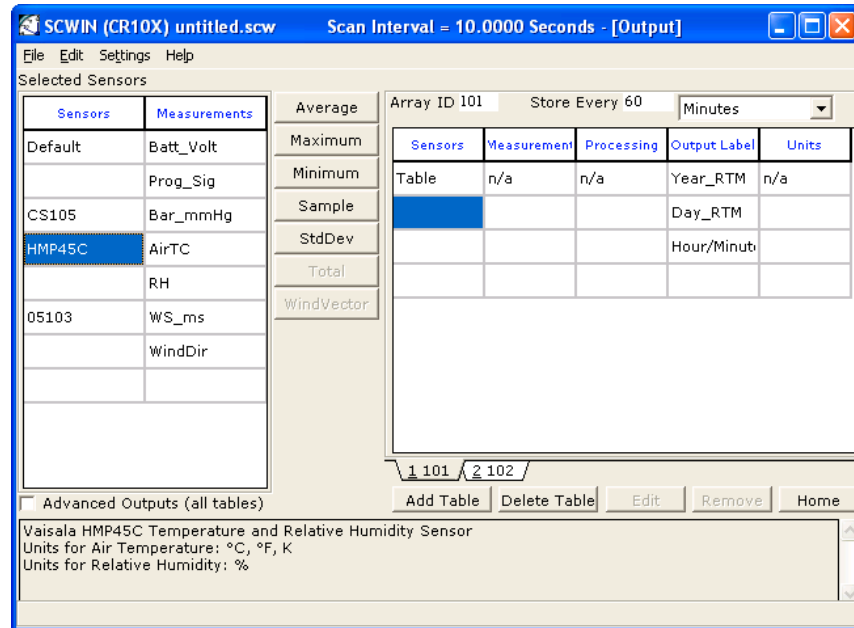 SCWIN (CR10X) untitled.scw Scan Interval = 10.0000 Seconds - [Output]
File Edit Settings Help
Selected Sensors
Sensors Measurements
Default Batt_Volt
Prog_Sig
CS105 Bar_mmHg
HMP45C AirTC
RH
05103 WS_ms
WindDir
Advanced Outputs (all tables)
Average
Maximum
Minimum
Sample
StdDev
Total
WindVector
Array ID 101 Store Every 60 Minutes
Sensors Measurement Processing Output Label Units
Table n/a n/a Year_RTM n/a
Day_RTM
Hour/Minut
1 101 2 102
Add Table Delete Table Edit Remove Home
Vaisala HMP45C Temperature and Relative Humidity Sensor
Units for Air Temperature: °C, °F, K
Units for Relative Humidity: %